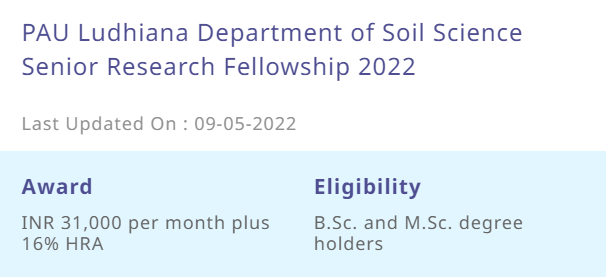 PAU Ludhiana Department of Soil Science
Senior Research Fellowship 2022
Last Updated On : 09-05-2022
Award
INR 31,000 per month plus
16% HRA
Eligibility
B.Sc. and M.Sc. degree
holders